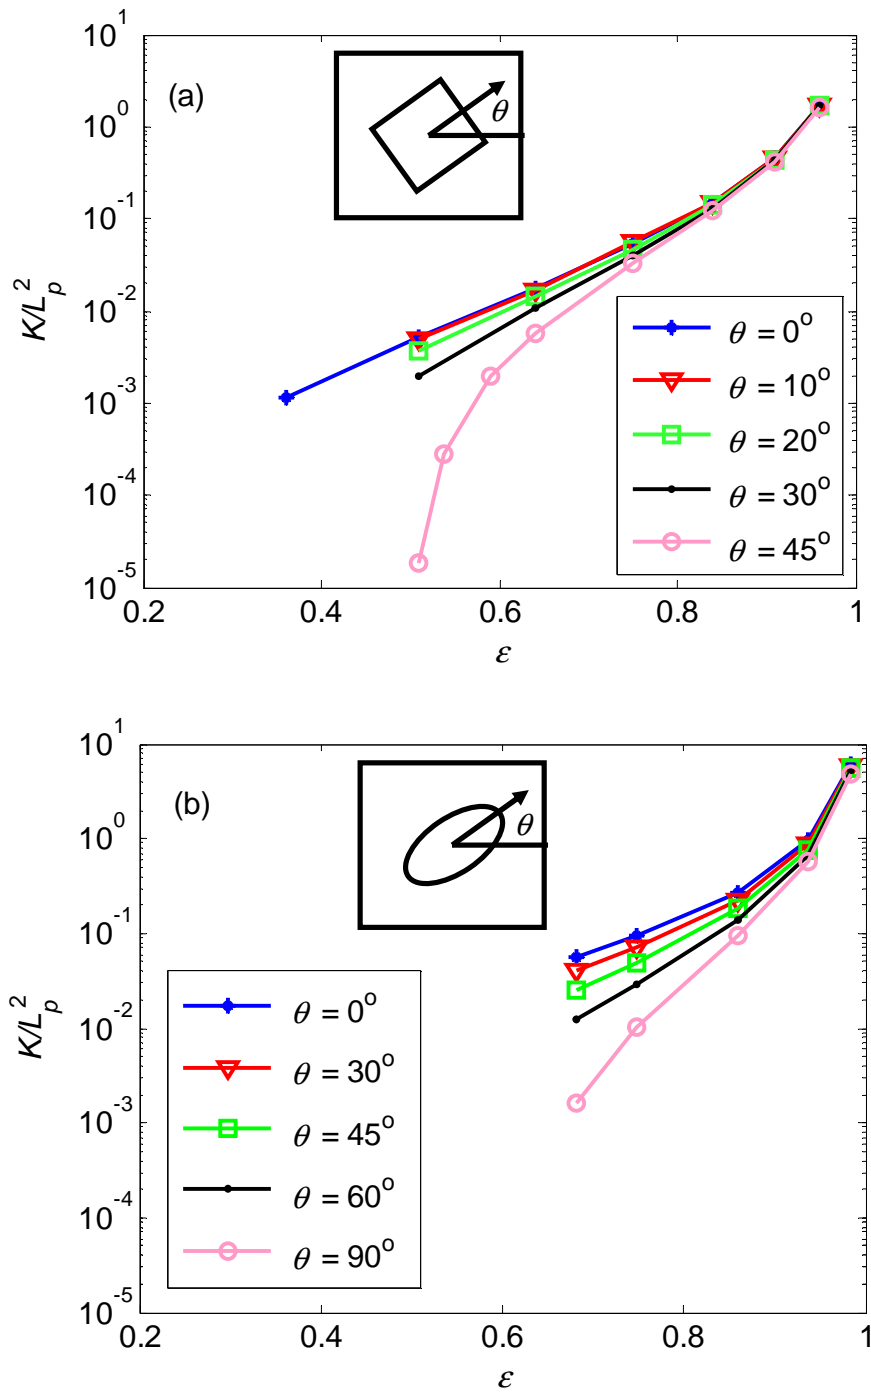 10^1
(a)
θ
10^0
10^-1
10^-2
10^-3
10^-4
10^-5
K/L_p^2
θ = 0°
θ = 10°
θ = 20°
θ = 30°
θ = 45°
0.2 0.4 0.6 0.8 1
ε
10^1
(b)
θ
10^0
10^-1
10^-2
10^-3
10^-4
10^-5
K/L_p^2
θ = 0°
θ = 30°
θ = 45°
θ = 60°
θ = 90°
0.2 0.4 0.6 0.8 1
ε